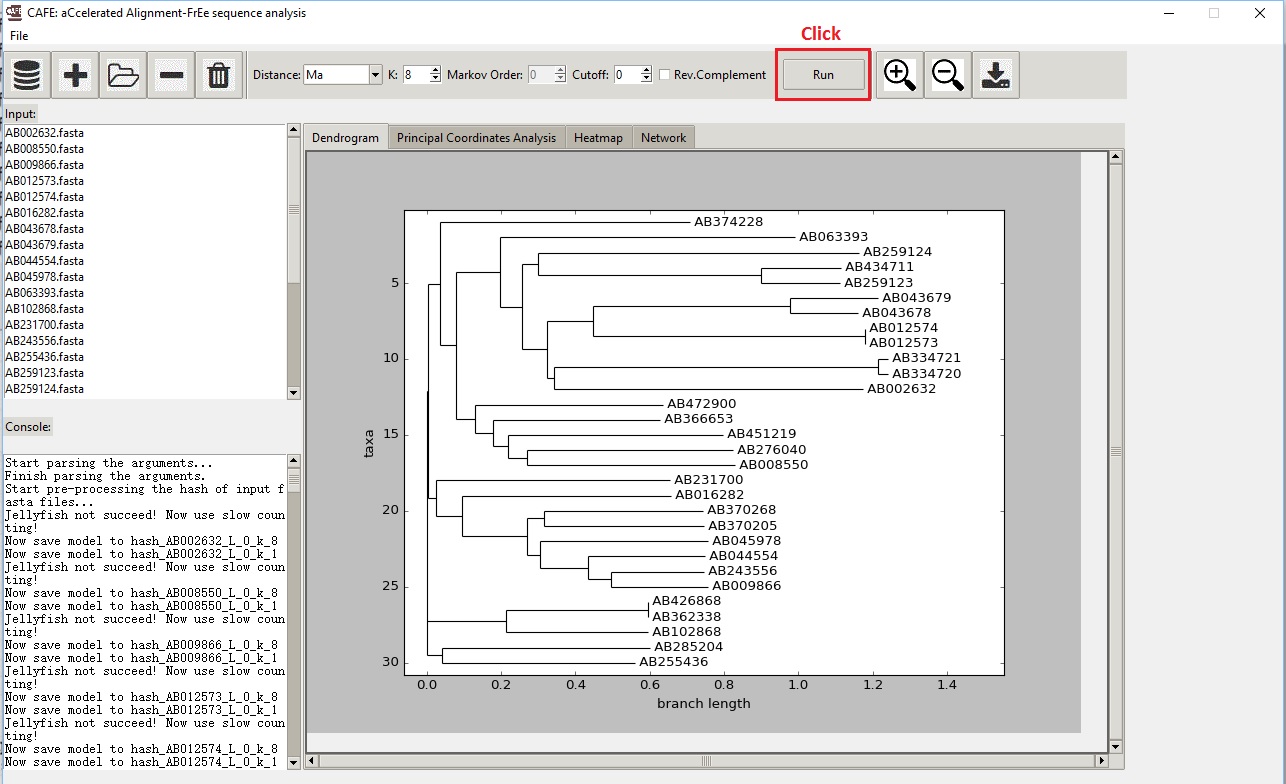 CAFE: aCcelerated Alignment-FrEe sequence analysis
File
Click
Distance: Ma K: 8 Markov Order: 0 Cutoff: 0 Rev.Complement Run
Input:
AB002632.fasta
AB008550.fasta
AB009866.fasta
AB012573.fasta
AB012574.fasta
AB016282.fasta
AB043678.fasta
AB043679.fasta
AB044554.fasta
AB045978.fasta
AB063393.fasta
AB102868.fasta
AB231700.fasta
AB243556.fasta
AB255436.fasta
AB259123.fasta
AB259124.fasta
Console:
Start parsing the arguments...
Finish parsing the arguments.
Start pre-processing the hash of input f
asta files...
Jellyfish not succeed! Now use slow coun
ting!
Now save model to hash_AB002632_L_0_k_8
Now save model to hash_AB002632_L_0_k_1
Jellyfish not succeed! Now use slow coun
ting!
Now save model to hash_AB008550_L_0_k_8
Now save model to hash_AB008550_L_0_k_1
Jellyfish not succeed! Now use slow coun
ting!
Now save model to hash_AB009866_L_0_k_8
Now save model to hash_AB009866_L_0_k_1
Jellyfish not succeed! Now use slow coun
ting!
Now save model to hash_AB012573_L_0_k_8
Now save model to hash_AB012573_L_0_k_1
Jellyfish not succeed! Now use slow coun
ting!
Now save model to hash_AB012574_L_0_k_8
Now save model to hash_AB012574_L_0_k_1
Dendrogram Principal Coordinates Analysis Heatmap Network
AB374228
AB063393
AB259124
AB434711
5 AB259123
AB043679
AB043678
AB012574
AB012573
10 AB334721
AB334720
AB002632
AB472900
AB366653
15 AB451219
AB276040
AB008550
AB231700
AB016282
20 AB370268
AB370205
AB045978
AB044554
AB243556
25 AB009866
AB426868
AB362338
AB102868
AB285204
30 AB255436
taxa
0.0 0.2 0.4 0.6 0.8 1.0 1.2 1.4
branch length